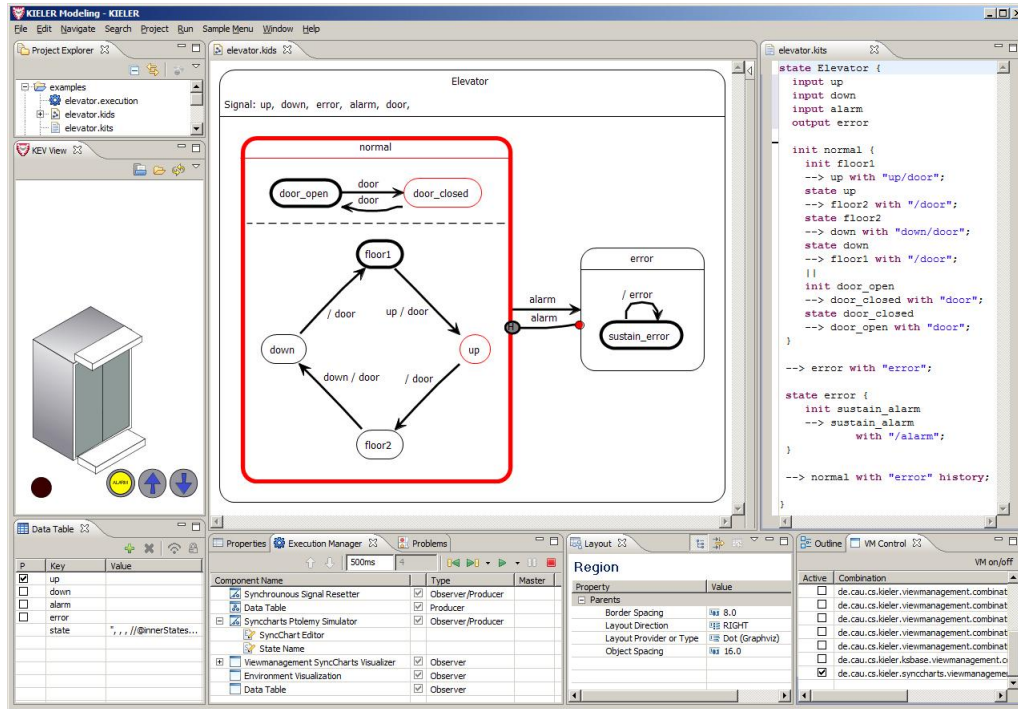 KIELER Modeling - KIELER
File Edit Navigate Search Project Run Sample Menu Window Help
Project Explorer
examples
elevator.execution
elevator.kids
elevator.kits
KEV View
ALARM
elevator.kids
Elevator
Signal: up, down, error, alarm, door,
normal
door_open
door
door
door_closed
floor1
/ door
up / door
down
up
down / door
/ door
floor2
alarm
alarm
H
error
/ error
sustain_error
elevator.kits
state Elevator {
input up
input down
input alarm
output error
init normal {
init floor1
--> up with "up/door";
state up
--> floor2 with "/door";
state floor2
--> down with "down/door";
state down
--> floor1 with "/door";
||
init door_open
--> door_closed with "door";
state door_closed
--> door_open with "door";
}
--> error with "error";
state error {
init sustain_alarm
--> sustain_alarm
with "/alarm";
}
--> normal with "error" history;
}
Data Table
P Key Value
up
down
alarm
error
state ", , , //@innerStates...
Properties Execution Manager Problems
500ms 4
Component Name Type Master
Synchrounous Signal Resetter Observer/Producer
Data Table Producer
Synccharts Ptolemy Simulator Observer/Producer
SyncChart Editor
State Name
Viewmanagement SyncCharts Visualizer Observer
Environment Visualization Observer
Data Table Observer
Layout
Region
Property Value
Parents
Border Spacing 8.0
Layout Direction RIGHT
Layout Provider or Type Dot (Graphviz)
Object Spacing 16.0
Outline VM Control
VM on/off
Active Combination
de.cau.cs.kieler.viewmanagement.combinat
de.cau.cs.kieler.viewmanagement.combinat
de.cau.cs.kieler.viewmanagement.combinat
de.cau.cs.kieler.viewmanagement.combinat
de.cau.cs.kieler.viewmanagement.combinat
de.cau.cs.kieler.ksbase.viewmanagement.c
de.cau.cs.kieler.synccharts.viewmanageme